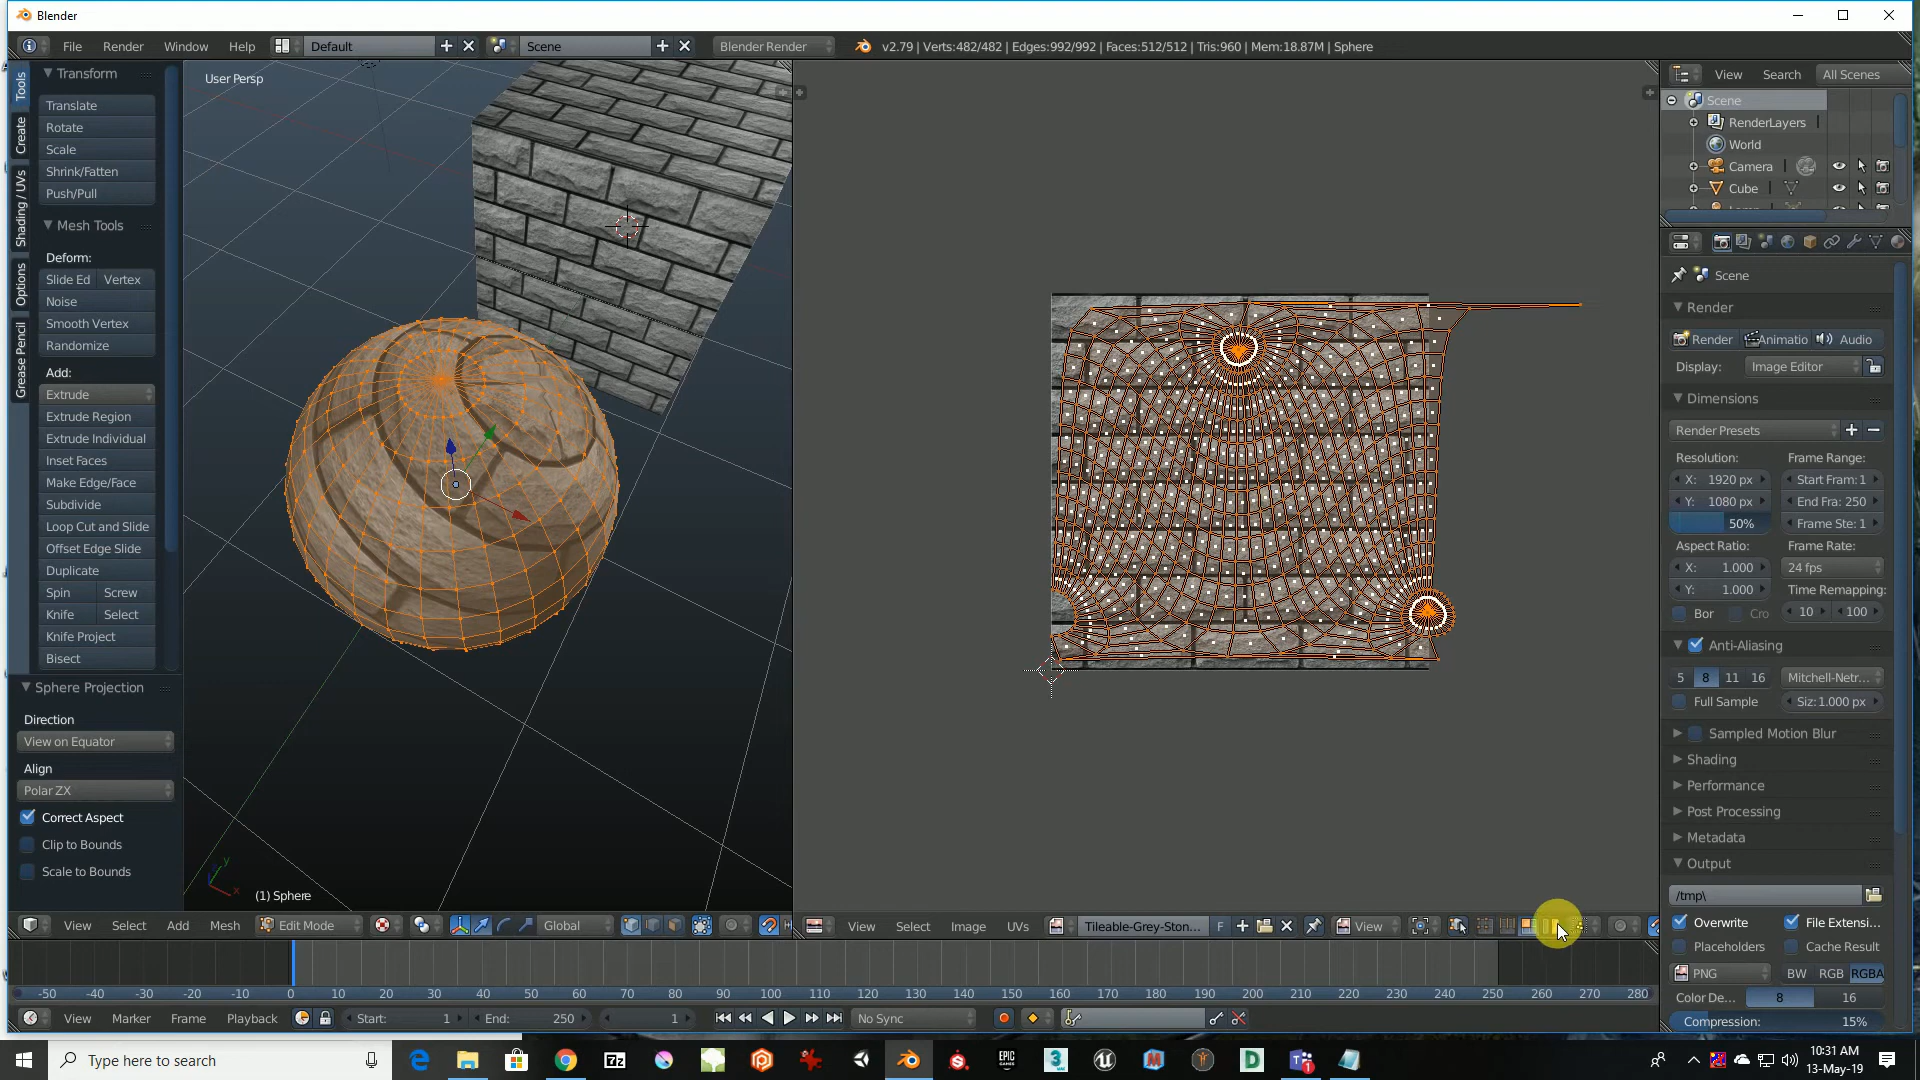 Blender
File Render Window Help Default Scene Blender Render v2.79 | Verts:482/482 | Edges:992/992 | Faces:512/512 | Tris:960 | Mem:18.87M | Sphere
Tools
Create
Shading / UVs
Options
Grease Pencil
Transform
Translate
Rotate
Scale
Shrink/Fatten
Push/Pull
Mesh Tools
Deform:
Slide Ed Vertex
Noise
Smooth Vertex
Randomize
Add:
Extrude
Extrude Region
Extrude Individual
Inset Faces
Make Edge/Face
Subdivide
Loop Cut and Slide
Offset Edge Slide
Duplicate
Spin Screw
Knife Select
Knife Project
Bisect
Sphere Projection
Direction
View on Equator
Align
Polar ZX
Correct Aspect
Clip to Bounds
Scale to Bounds
User Persp
y
x
(1) Sphere
View Select Add Mesh Edit Mode Global
View Select Image UVs Tileable-Grey-Ston... F View
View Search All Scenes
Scene
RenderLayers
World
Camera
Cube
Scene
Render
Render Animatio Audio
Display: Image Editor
Dimensions
Render Presets
Resolution: Frame Range:
X: 1920 px Start Fram: 1
Y: 1080 px End Fra: 250
50% Frame Ste: 1
Aspect Ratio: Frame Rate:
X: 1.000 24 fps
Y: 1.000 Time Remapping:
Bor Cro 10 100
Anti-Aliasing
5 8 11 16 Mitchell-Netr...
Full Sample Siz: 1.000 px
Sampled Motion Blur
Shading
Performance
Post Processing
Metadata
Output
/tmp\
Overwrite File Extensi...
Placeholders Cache Result
PNG BW RGB RGBA
Color De... 8 16
Compression: 15%
-50 -40 -30 -20 -10 0 10 20 30 40 50 60 70 80 90 100 110 120 130 140 150 160 170 180 190 200 210 220 230 240 250 260 270 280
View Marker Frame Playback Start: 1 End: 250 1 No Sync
Type here to search
7z
EPIC GAMES
3
D
1
10:31 AM
13-May-19